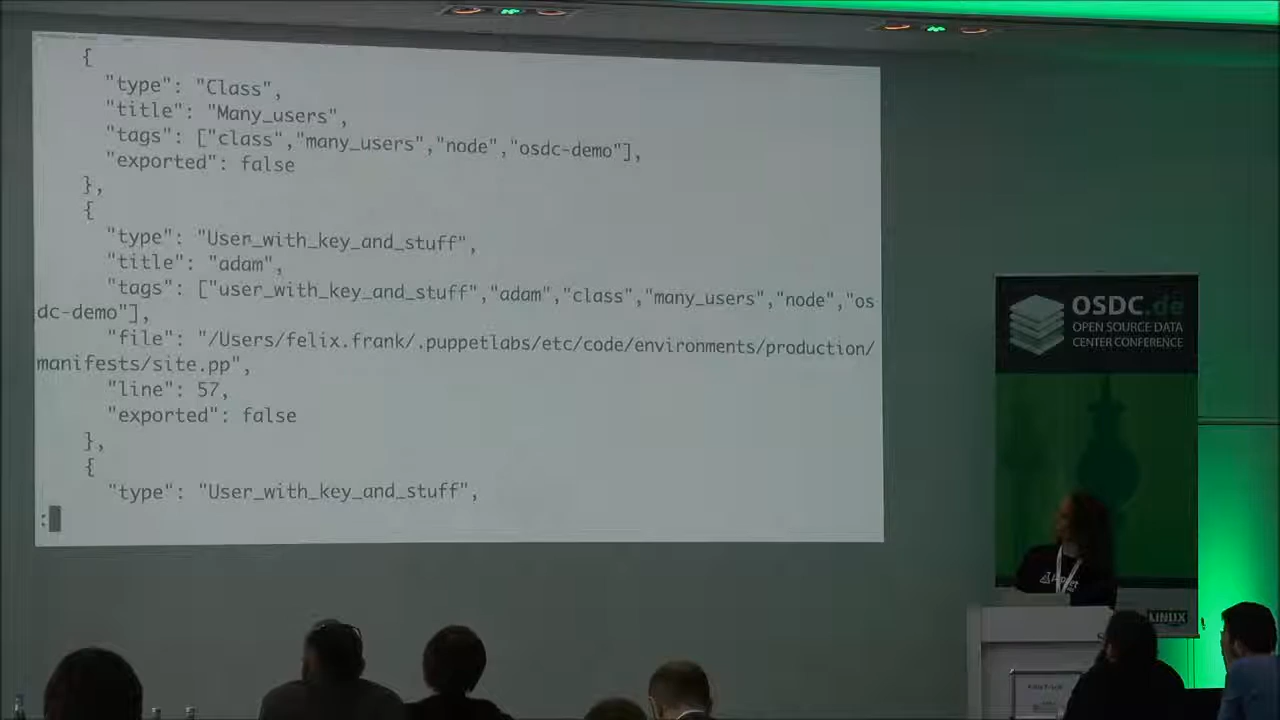 {
"type": "Class",
"title": "Many_users",
"tags": ["class","many_users","node","osdc-demo"],
"exported": false
},
{
"type": "User_with_key_and_stuff",
"title": "adam",
"tags": ["user_with_key_and_stuff","adam","class","many_users","node","os
dc-demo"],
"file": "/Users/felix.frank/.puppetlabs/etc/code/environments/production/
manifests/site.pp",
"line": 57,
"exported": false
},
{
"type": "User_with_key_and_stuff",
:
OSDC.de
OPEN SOURCE DATA
CENTER CONFERENCE
LINUX